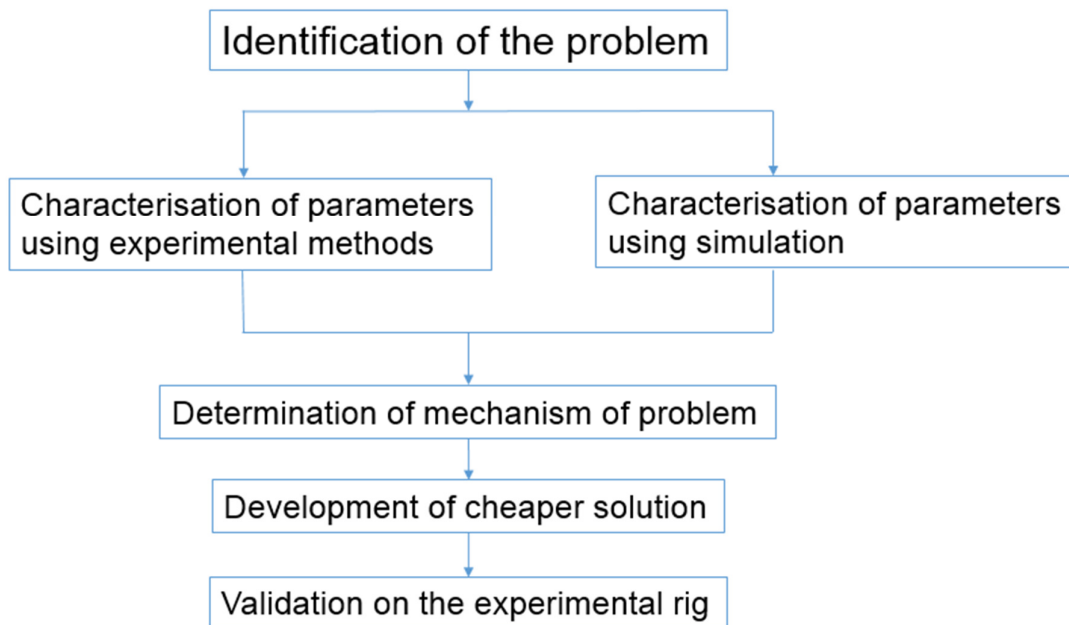 Identification of the problem
Characterisation of parameters
using experimental methods
Characterisation of parameters
using simulation
Determination of mechanism of problem
Development of cheaper solution
Validation on the experimental rig